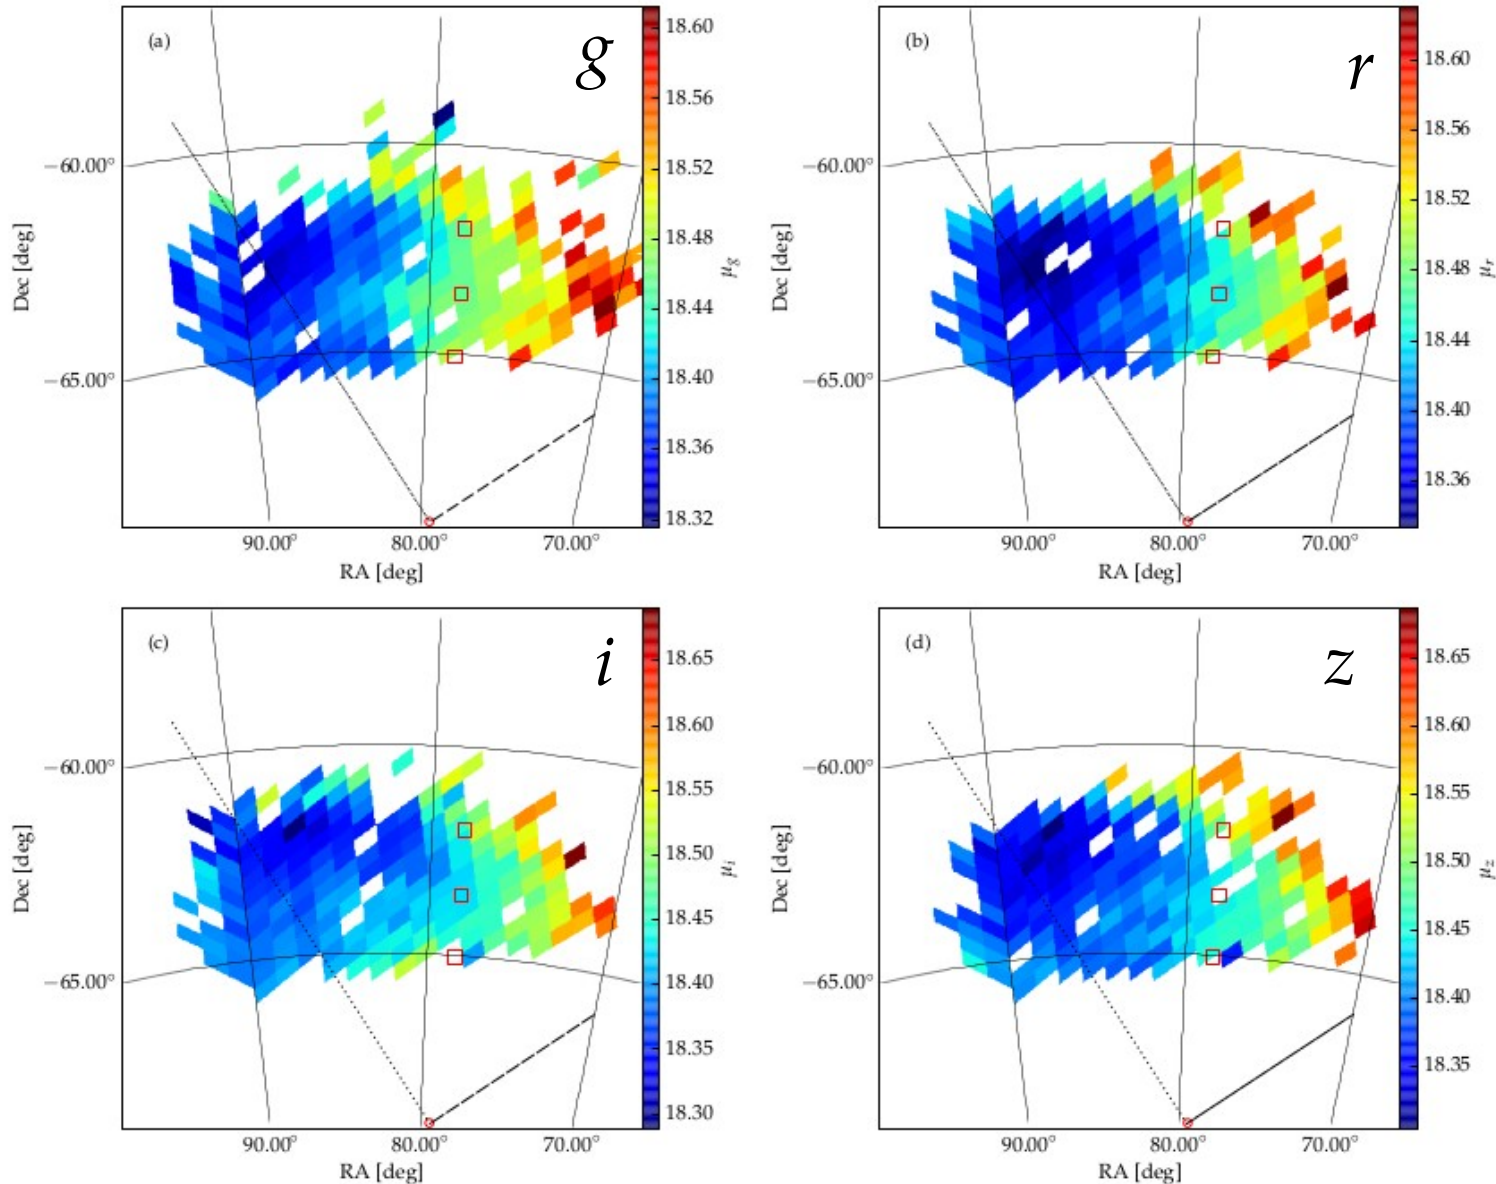 (a)
g
18.60
18.56
18.52
18.48
18.44
18.40
18.36
18.32
μg
−60.00°
−65.00°
Dec [deg]
90.00°
80.00°
70.00°
RA [deg]
(b)
r
18.60
18.56
18.52
18.48
18.44
18.40
18.36
μr
−60.00°
−65.00°
Dec [deg]
90.00°
80.00°
70.00°
RA [deg]
(c)
i
18.65
18.60
18.55
18.50
18.45
18.40
18.35
18.30
μi
−60.00°
−65.00°
Dec [deg]
90.00°
80.00°
70.00°
RA [deg]
(d)
z
18.65
18.60
18.55
18.50
18.45
18.40
18.35
μz
−60.00°
−65.00°
Dec [deg]
90.00°
80.00°
70.00°
RA [deg]